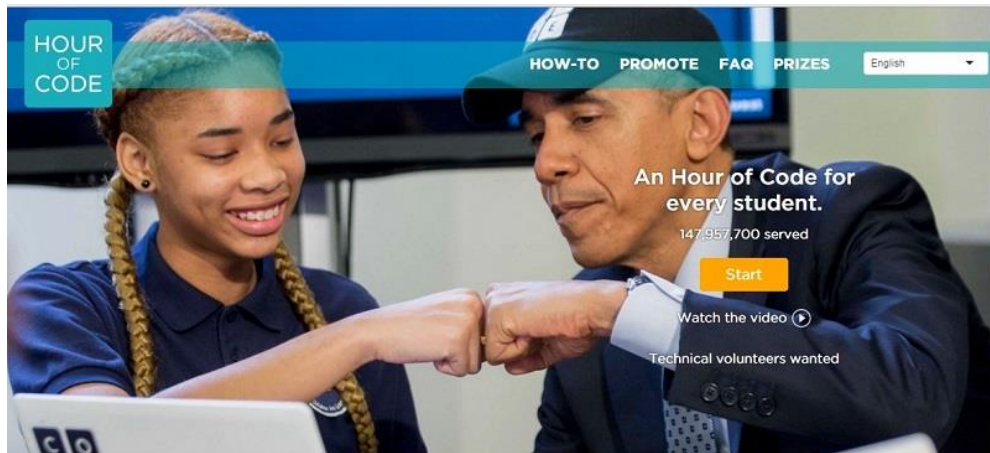 HOUR
OF
CODE
HOW-TO PROMOTE FAQ PRIZES English
An Hour of Code for
every student.
147,957,700 served
Start
Watch the video
Technical volunteers wanted
C O